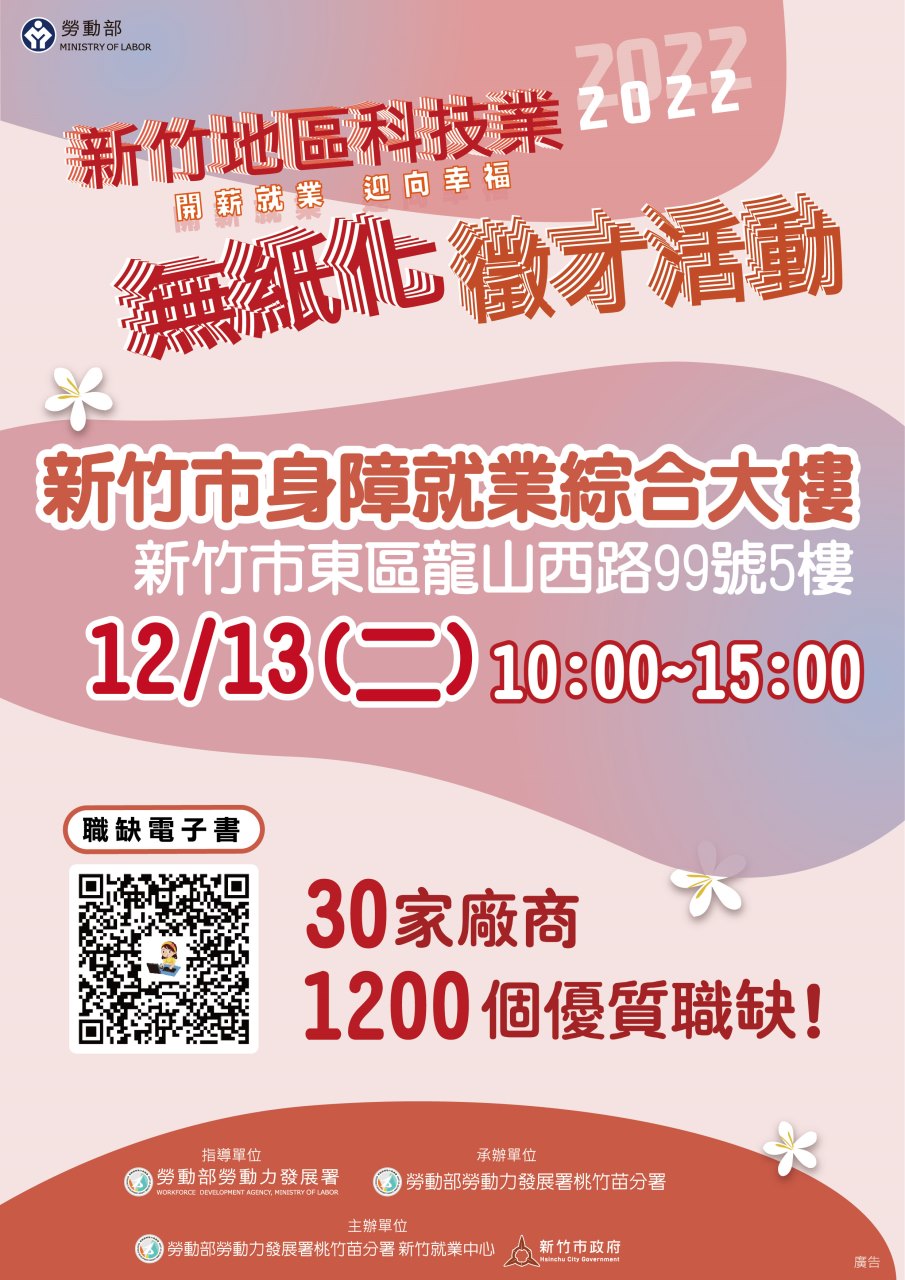 勞動部
MINISTRY OF LABOR
2022
2022
新竹地區科技業
開薪就業 迎向幸福
無紙化徵才活動
新竹市身障就業綜合大樓
新竹市東區龍山西路99號5樓
12/13(二) 10:00~15:00
職缺電子書
30家廠商
1200個優質職缺!
指導單位
勞動部勞動力發展署
WORKFORCE DEVELOPMENT AGENCY, MINISTRY OF LABOR
承辦單位
勞動部勞動力發展署桃竹苗分署
主辦單位
勞動部勞動力發展署桃竹苗分署 新竹就業中心
新竹市政府
Hsinchu City Government
廣告